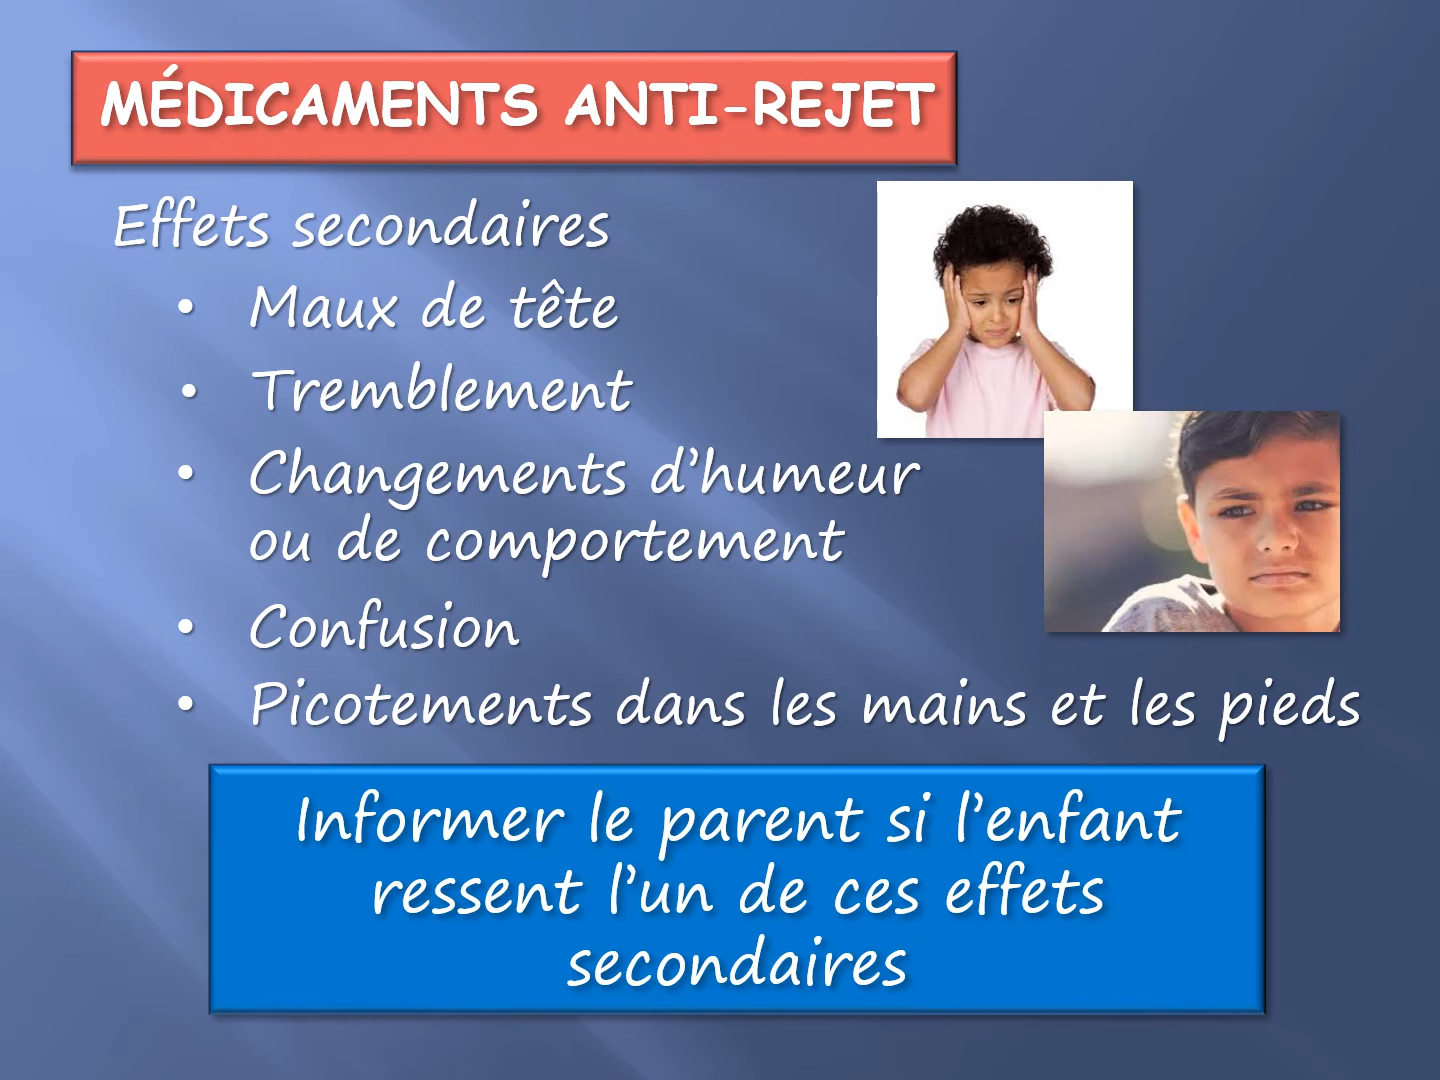 MÉDICAMENTS ANTI-REJET
Effets secondaires
• Maux de tête
• Tremblement
• Changements d’humeur
ou de comportement
• Confusion
• Picotements dans les mains et les pieds
Informer le parent si l’enfant
ressent l’un de ces effets
secondaires